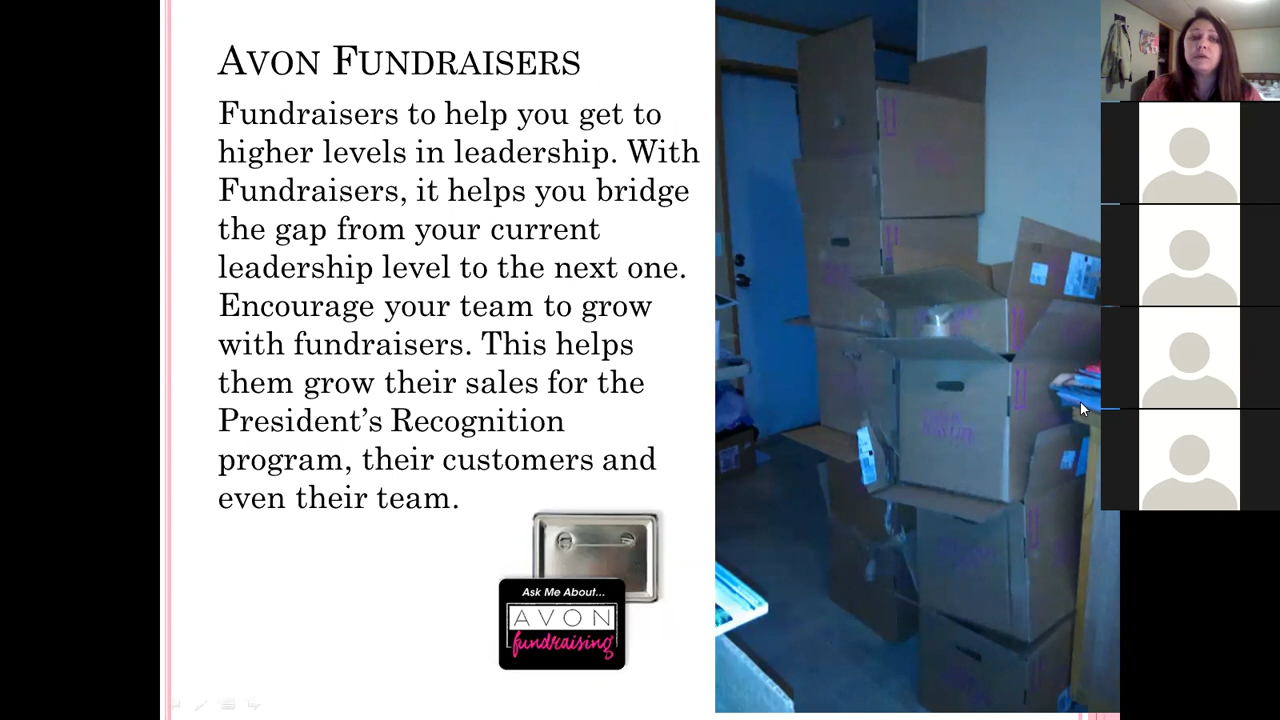 AVON FUNDRAISERS
Fundraisers to help you get to
higher levels in leadership. With
Fundraisers, it helps you bridge
the gap from your current
leadership level to the next one.
Encourage your team to grow
with fundraisers. This helps
them grow their sales for the
President’s Recognition
program, their customers and
even their team.
Ask Me About...
AVON
fundraising